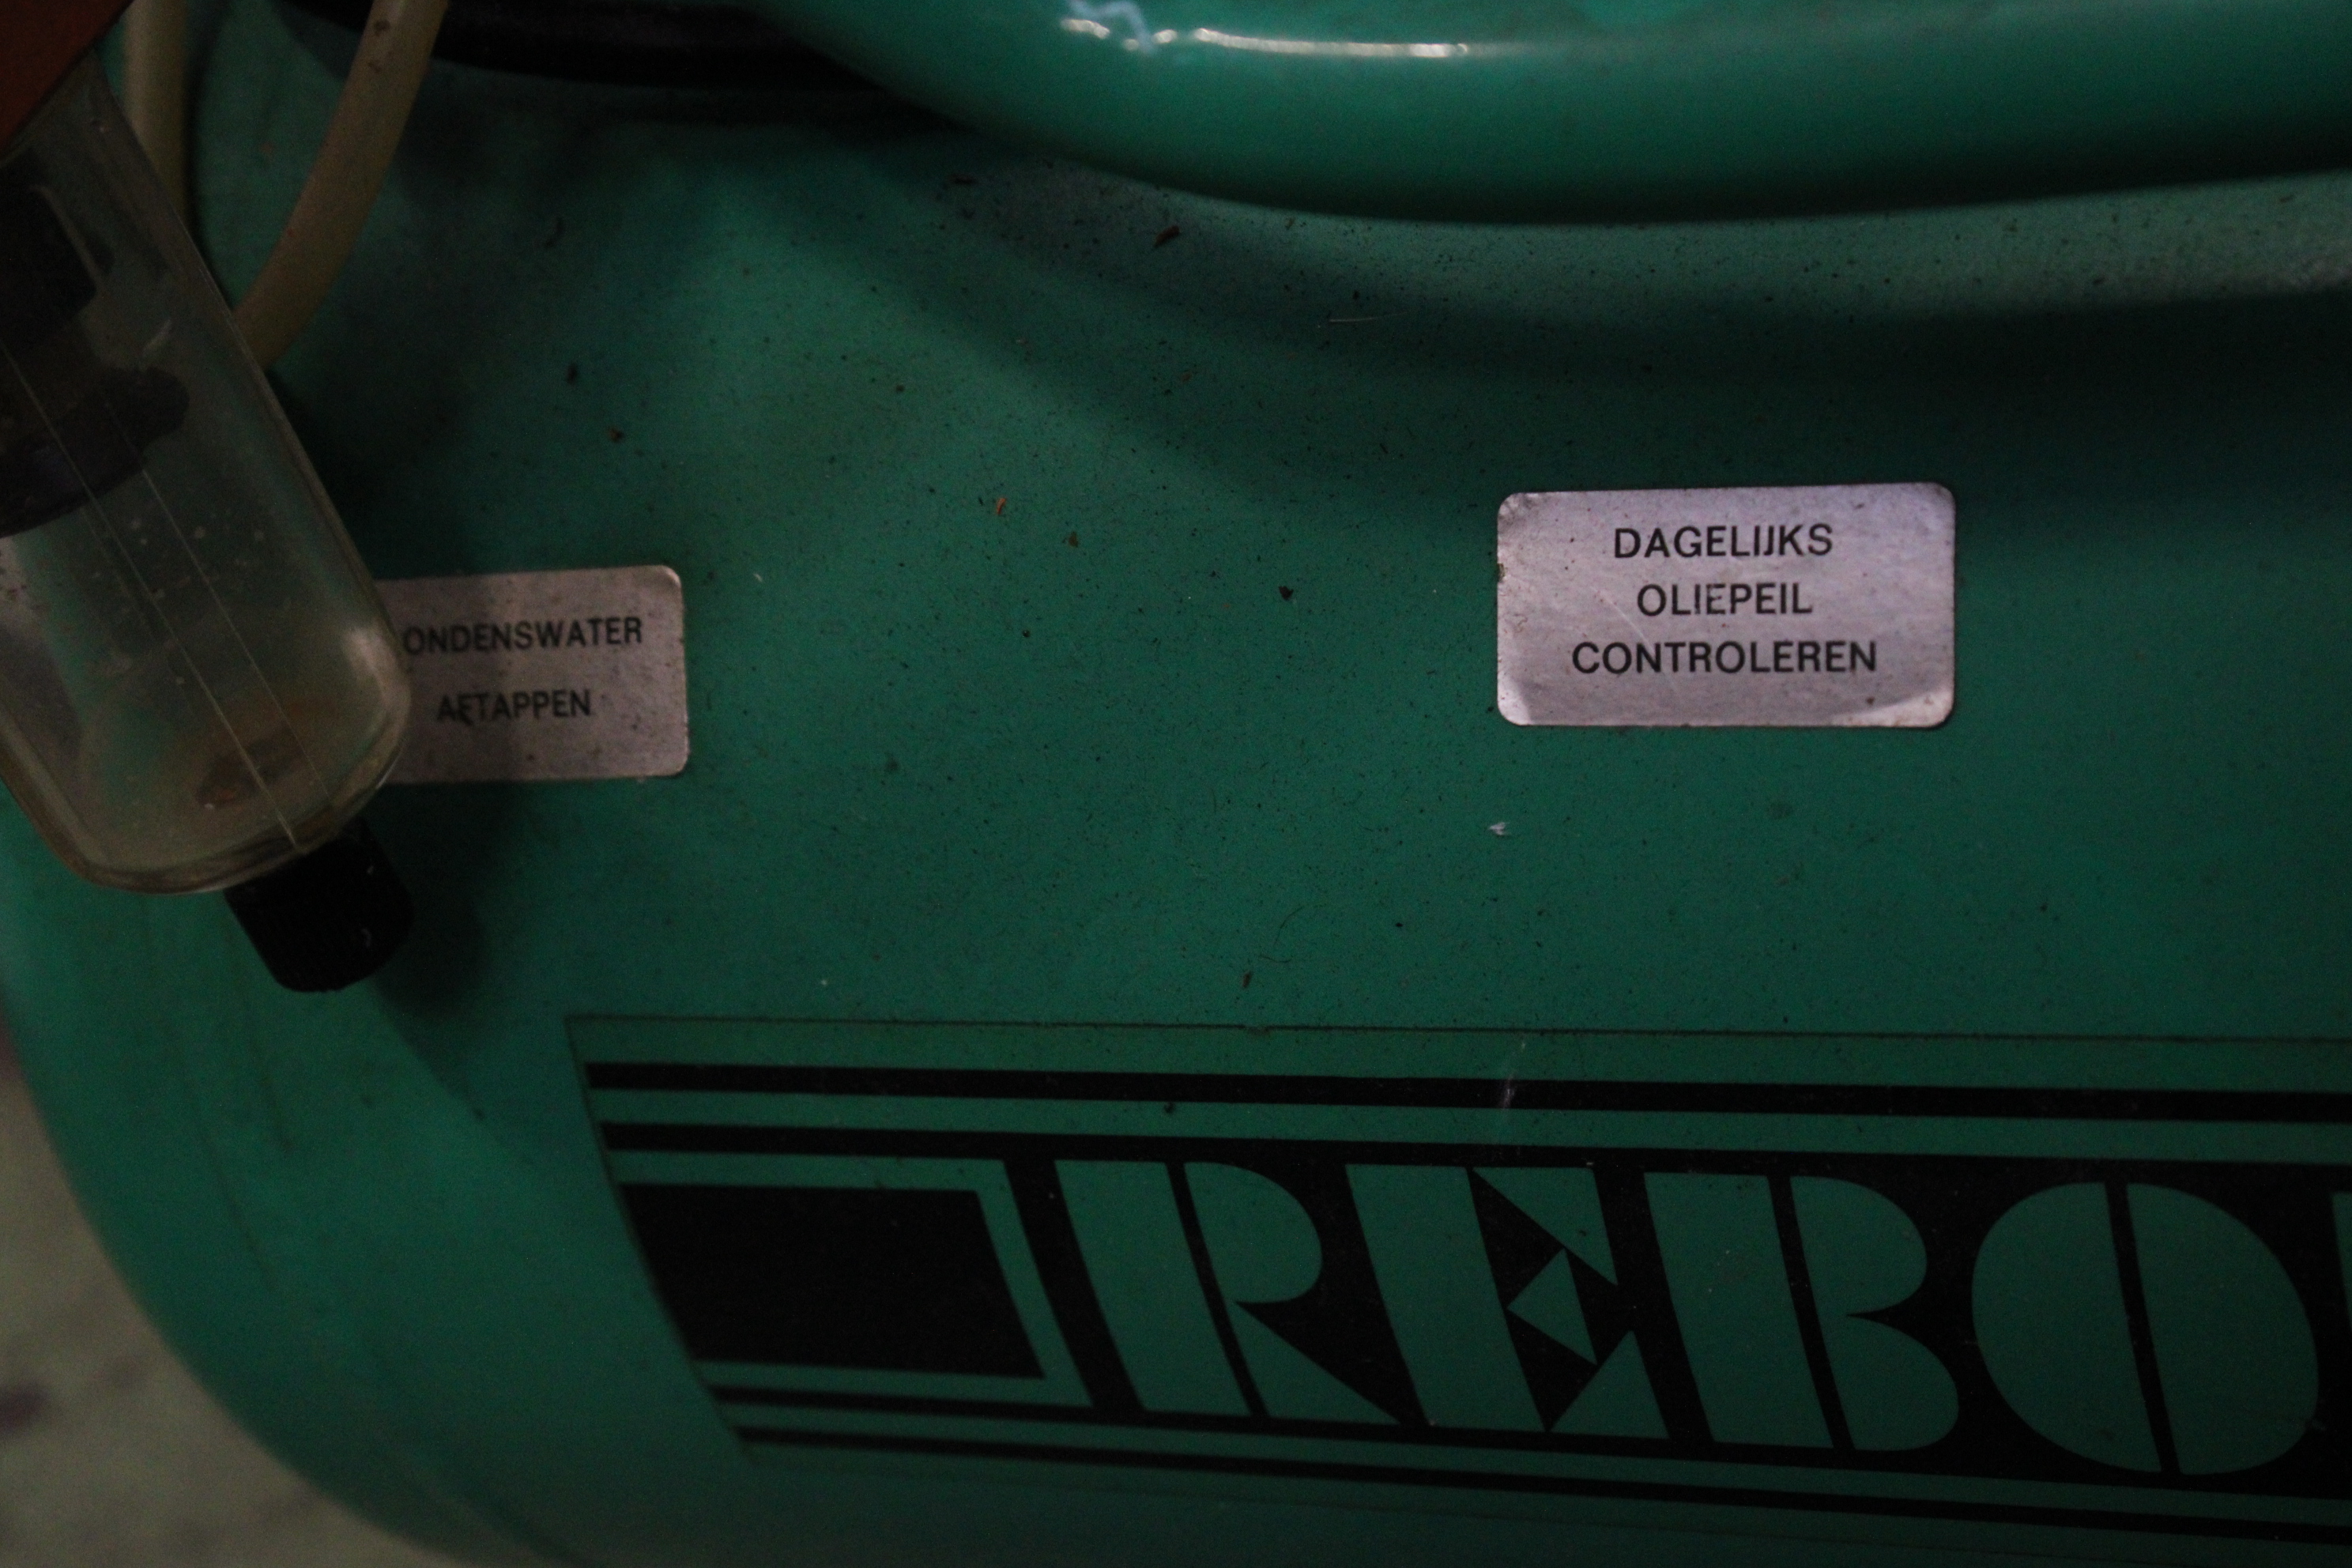 DAGELIJKS
OLIEPEIL
CONTROLEREN
ONDENSWATER
AFTAPPEN
REBO